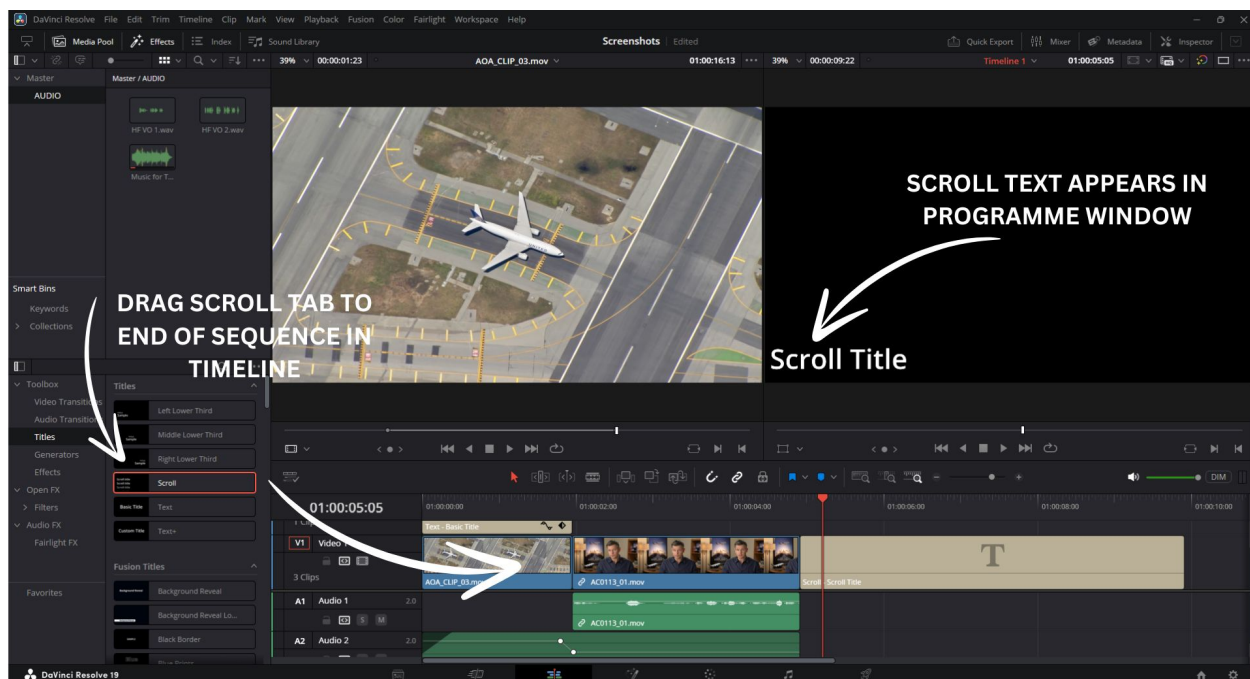 DaVinci Resolve File Edit Trim Timeline Clip Mark View Playback Fusion Color Fairlight Workspace Help
Media Pool Effects Index Sound Library Screenshots Edited Quick Export Mixer Metadata Inspector
39% 00:00:01:23 AOA_CLIP_03.mov 01:00:16:13 39% 00:00:09:22 Timeline 1 01:00:05:05
Master
AUDIO
Master / AUDIO
HF VO 1.wav HF VO 2.wav
Music for T...
Smart Bins
Keywords
Collections
DRAG SCROLL TAB TO
END OF SEQUENCE IN
TIMELINE
SCROLL TEXT APPEARS IN
PROGRAMME WINDOW
Scroll Title
Toolbox
Video Transitions
Audio Transitions
Titles
Generators
Effects
Open FX
Filters
Audio FX
Fairlight FX
Favorites
Titles
Left Lower Third
Middle Lower Third
Right Lower Third
Scroll
Basic Title Text
Custom Title Text+
Fusion Titles
Background Reveal
Background Reveal Lo...
Black Border
DIM
01:00:05:05
01:00:00:00 01:00:02:00 01:00:04:00 01:00:06:00 01:00:08:00 01:00:10:00
Text - Basic Title
V1 Video 1
3 Clips
AOA_CLIP_03.mov AC0113_01.mov Scroll - Scroll Title
T
A1 Audio 1 2.0
S M
AC0113_01.mov
A2 Audio 2 2.0
DaVinci Resolve 19